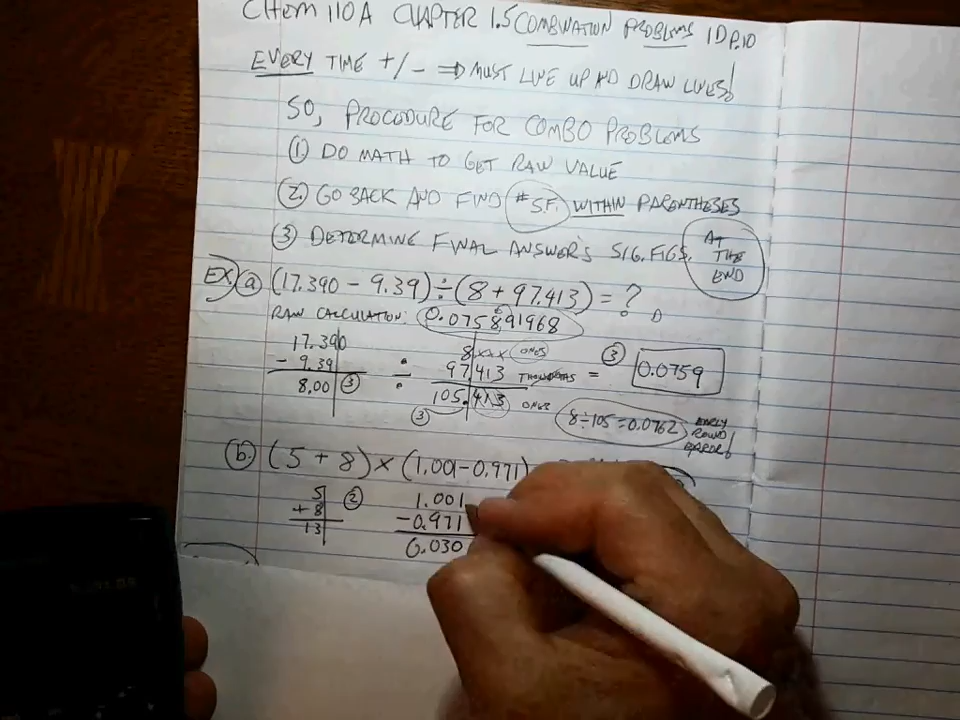 CHEM 110A CHAPTER 1.5 COMBINATION PROBLEMS ID P.10
EVERY TIME +/- ⇒ MUST LINE UP AND DRAW LINES!
SO, PROCEDURE FOR COMBO PROBLEMS
① DO MATH TO GET RAW VALUE
②. GO BACK AND FIND #S.F. WITHIN PARENTHESES
③ DETERMINE FINAL ANSWER'S SIG. FIGS. AT THE END
EX) ⓐ (17.390 - 9.39) ÷ (8 + 97.413) = ?
RAW CALCULATION: 0.075891968
17.390
- 9.39
8.00 ③
÷
8xxx ONES
97413 THOUSANDTHS
105.413 ONES
③
= ③ 0.0759
8÷105=0.0762 EARLY ROUND ERROR!
ⓑ. (5 + 8) × (1.001-0.971)
5
+ 8
13
②
1.001
-0.971
0.030